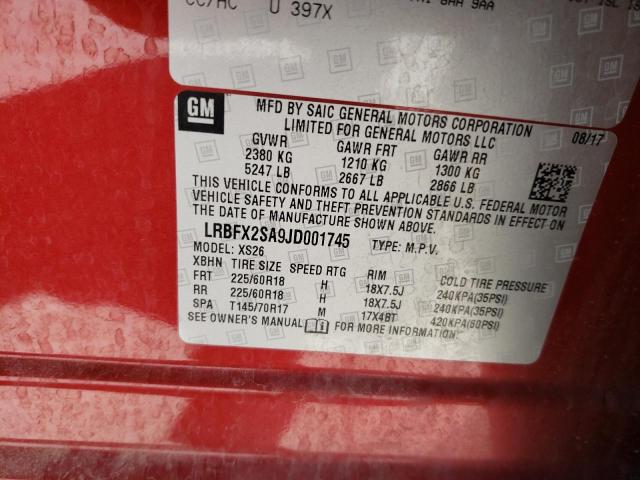 CC/HC U 397X
8AA 9AA
GM
MFD BY SAIC GENERAL MOTORS CORPORATION
LIMITED FOR GENERAL MOTORS LLC
08/17
GVWR GAWR FRT GAWR RR
2380 KG 1210 KG 1300 KG
5247 LB 2667 LB 2866 LB
THIS VEHICLE CONFORMS TO ALL APPLICABLE U.S. FEDERAL MOTOR
VEHICLE SAFETY AND THEFT PREVENTION STANDARDS IN EFFECT ON
THE DATE OF MANUFACTURE SHOWN ABOVE.
LRBFX2SA9JD001745 TYPE: M.P.V.
MODEL: XS26
XBHN TIRE SIZE SPEED RTG RIM COLD TIRE PRESSURE
FRT 225/60R18 H 18X7.5J 240KPA(35PSI)
RR 225/60R18 H 18X7.5J 240KPA(35PSI)
SPA T145/70R17 M 17X4BT 420KPA(60PSI)
SEE OWNER'S MANUAL FOR MORE INFORMATION.